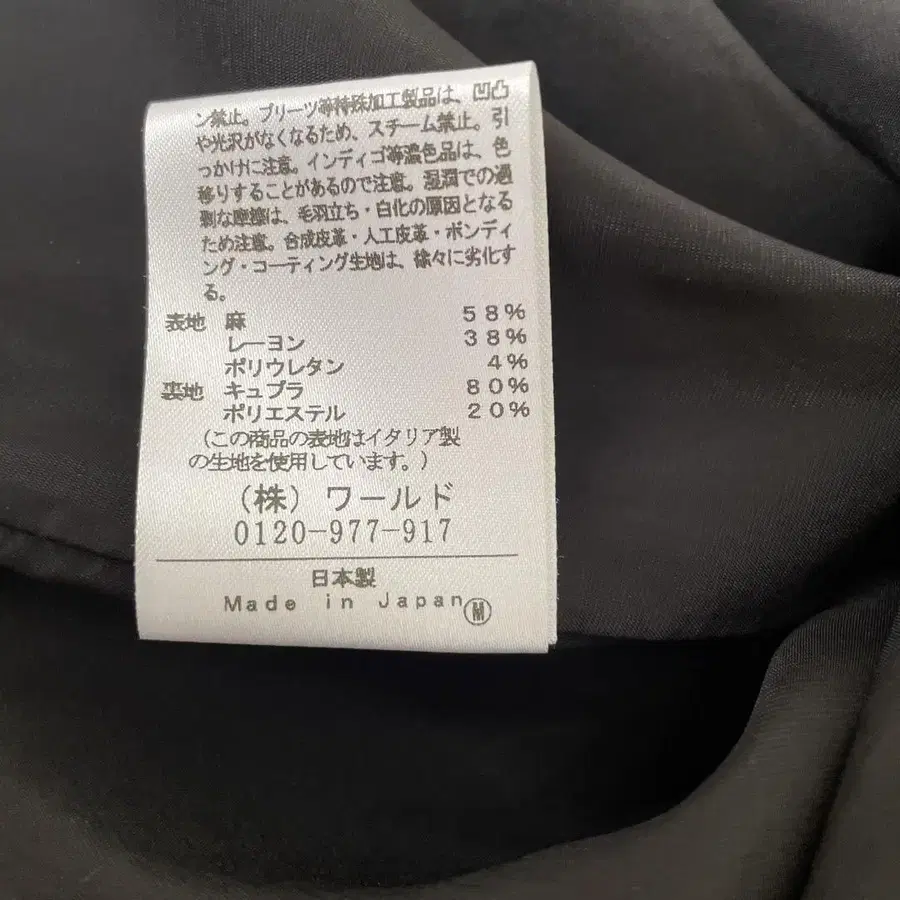 ン禁止。プリーツ等特殊加工製品は、凹凸
や光沢がなくなるため、スチーム禁止。引
っかけに注意。インディゴ等濃色品は、色
移りすることがあるので注意。湿潤での過
剰な摩擦は、毛羽立ち・白化の原因となる
ため注意。合成皮革・人工皮革・ボンディ
ング・コーティング生地は、徐々に劣化す
る。
表地 麻 58%
レーヨン 38%
ポリウレタン 4%
裏地 キュプラ 80%
ポリエステル 20%
(この商品の表地はイタリア製
の生地を使用しています。)
(株) ワールド
0120-977-917
日本製
Made in Japan Ⓜ